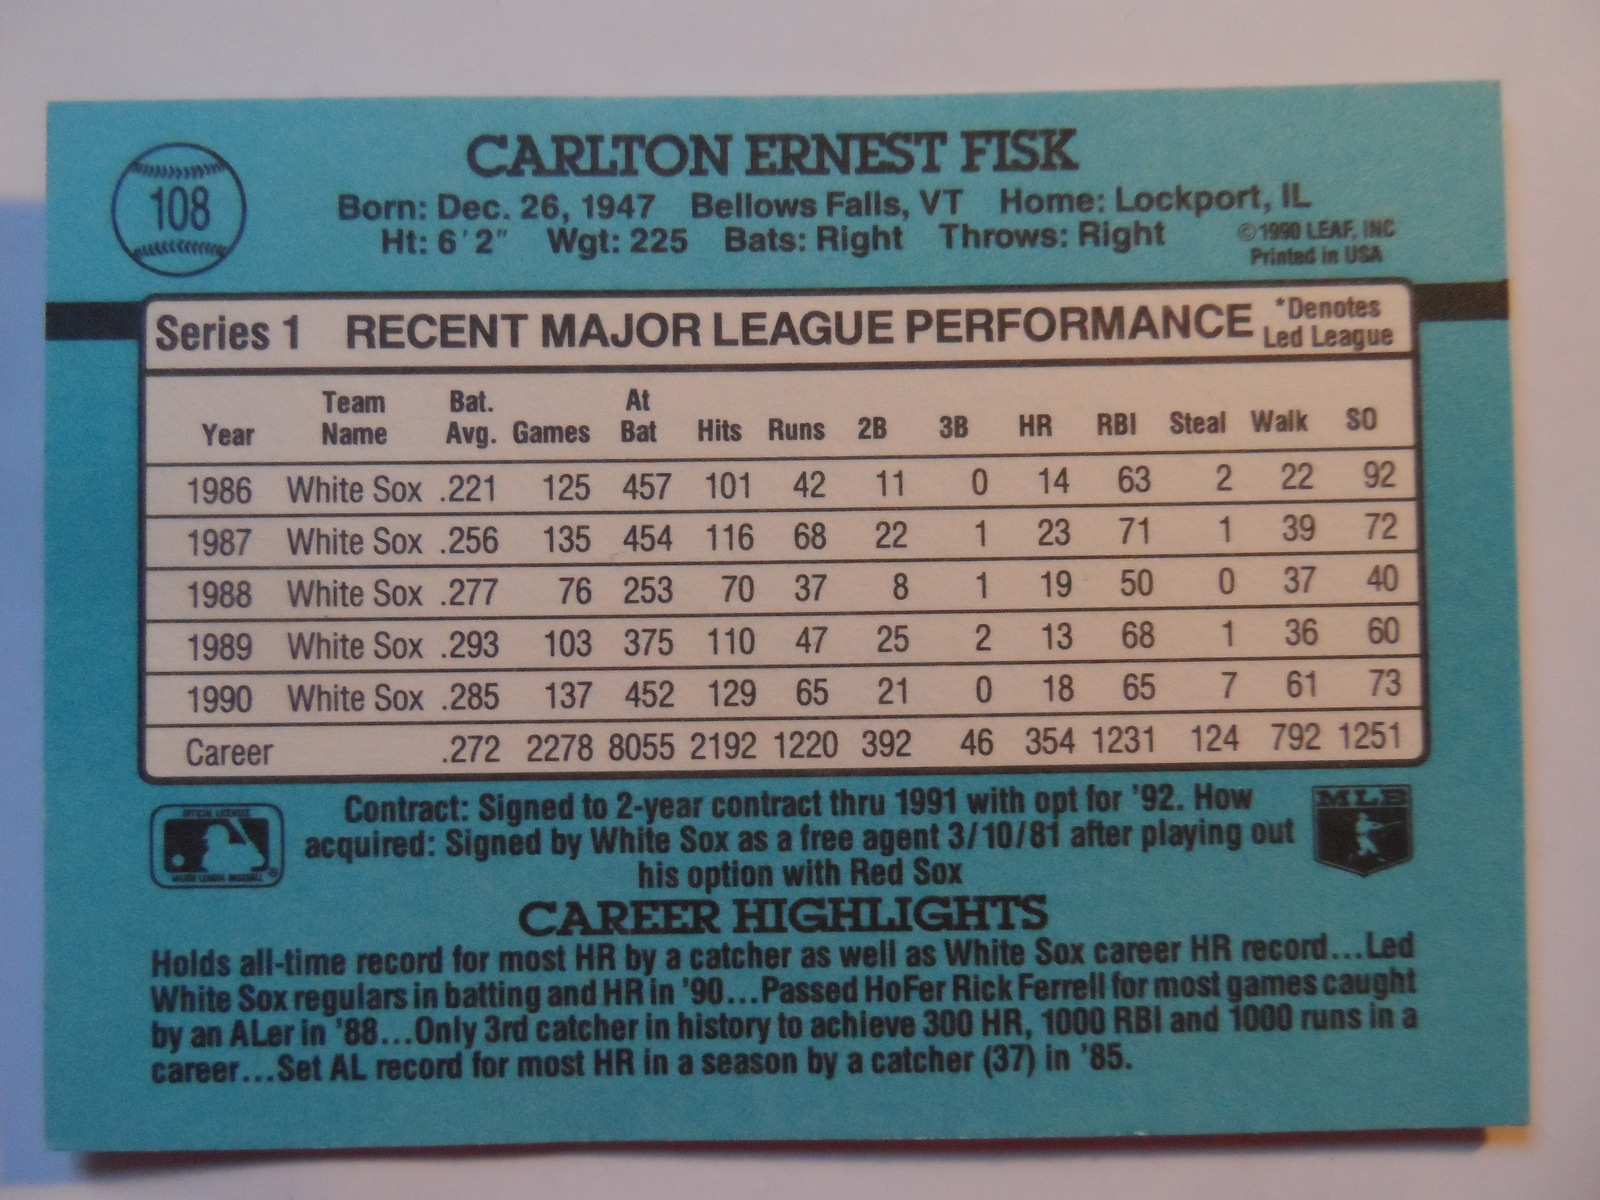 108
CARLTON ERNEST FISK
Born: Dec. 26, 1947 Bellows Falls, VT Home: Lockport, IL
Ht: 6'2" Wgt: 225 Bats: Right Throws: Right
©1990 LEAF, INC
Printed in USA
Series 1 RECENT MAJOR LEAGUE PERFORMANCE *Denotes
Led League
Year Team Name Bat. Avg. Games At Bat Hits Runs 2B 3B HR RBI Steal Walk SO
1986 White Sox .221 125 457 101 42 11 0 14 63 2 22 92
1987 White Sox .256 135 454 116 68 22 1 23 71 1 39 72
1988 White Sox .277 76 253 70 37 8 1 19 50 0 37 40
1989 White Sox .293 103 375 110 47 25 2 13 68 1 36 60
1990 White Sox .285 137 452 129 65 21 0 18 65 7 61 73
Career .272 2278 8055 2192 1220 392 46 354 1231 124 792 1251
Contract: Signed to 2-year contract thru 1991 with opt for '92. How
acquired: Signed by White Sox as a free agent 3/10/81 after playing out
his option with Red Sox
OFFICIAL LICENSEE
MAJOR LEAGUE BASEBALL®
MLB
CAREER HIGHLIGHTS
Holds all-time record for most HR by a catcher as well as White Sox career HR record...Led
White Sox regulars in batting and HR in '90...Passed HoFer Rick Ferrell for most games caught
by an ALer in '88...Only 3rd catcher in history to achieve 300 HR, 1000 RBI and 1000 runs in a
career...Set AL record for most HR in a season by a catcher (37) in '85.